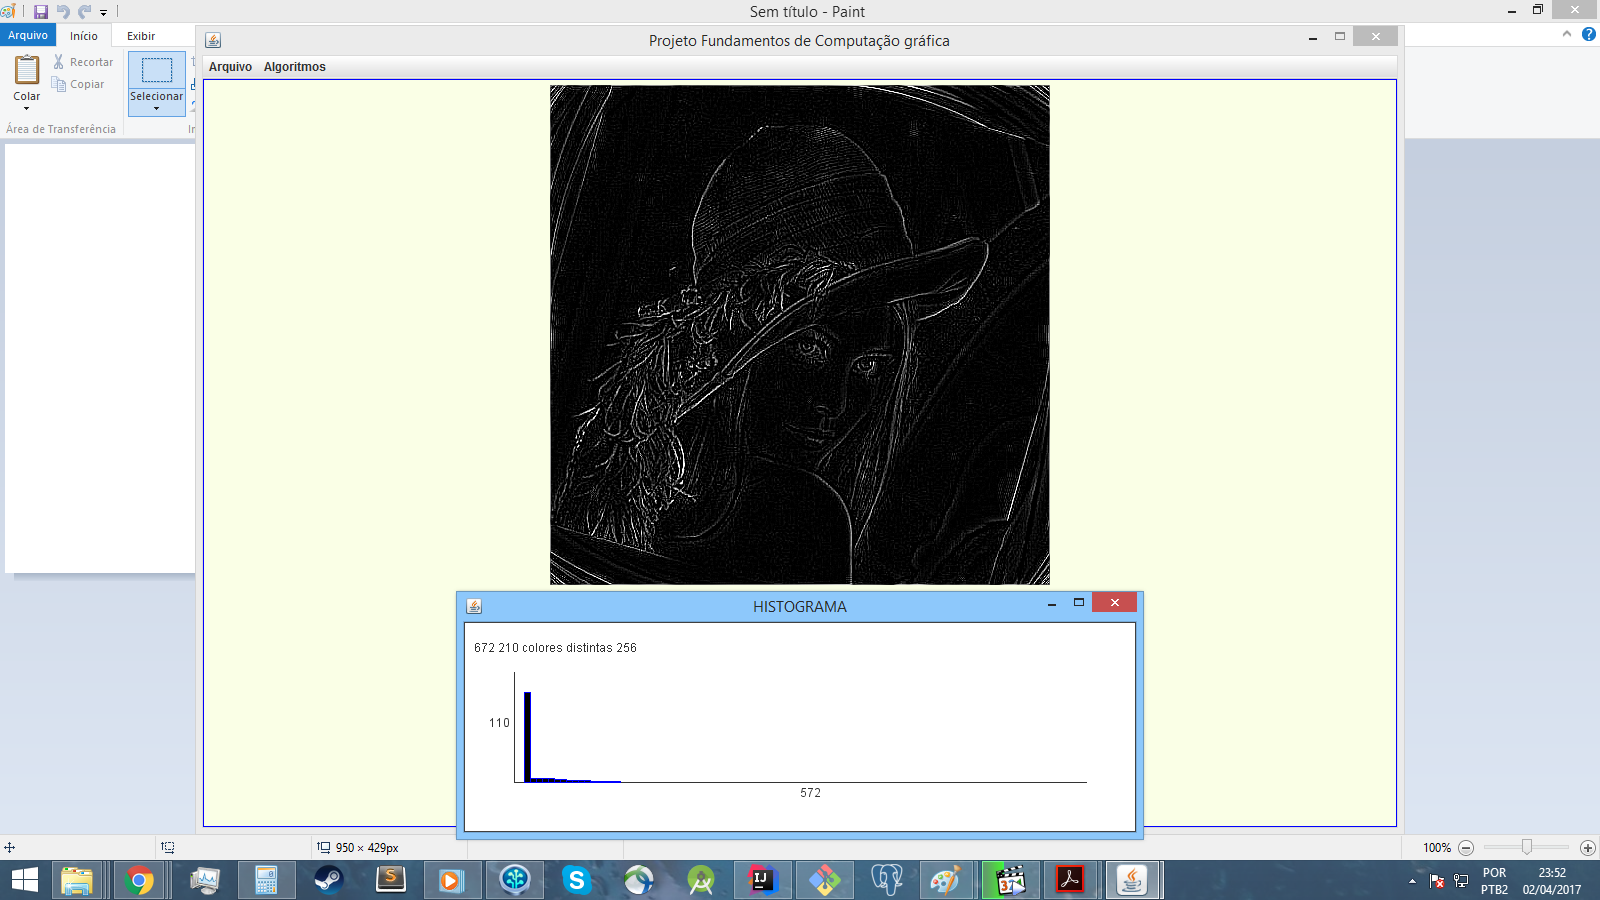 Sem título - Paint
Arquivo Início Exibir
Projeto Fundamentos de Computação gráfica
Recortar
Copiar
Colar
Selecionar
Área de Transferência
Arquivo Algoritmos
HISTOGRAMA
672 210 colores distintas 256
110
572
950 × 429px
100%
POR
PTB2
23:52
02/04/2017